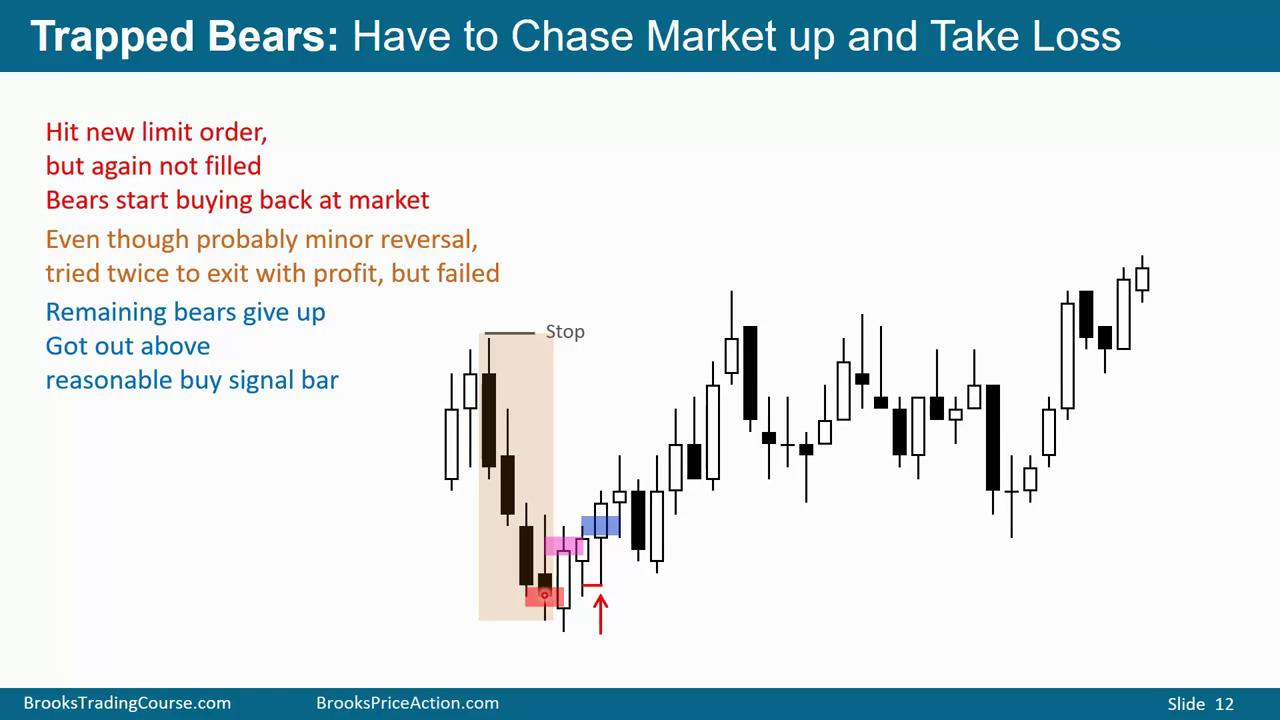 Trapped Bears: Have to Chase Market up and Take Loss
Hit new limit order,
but again not filled
Bears start buying back at market
Even though probably minor reversal,
tried twice to exit with profit, but failed
Remaining bears give up
Got out above
reasonable buy signal bar
Stop
BrooksTradingCourse.com
BrooksPriceAction.com
Slide 12